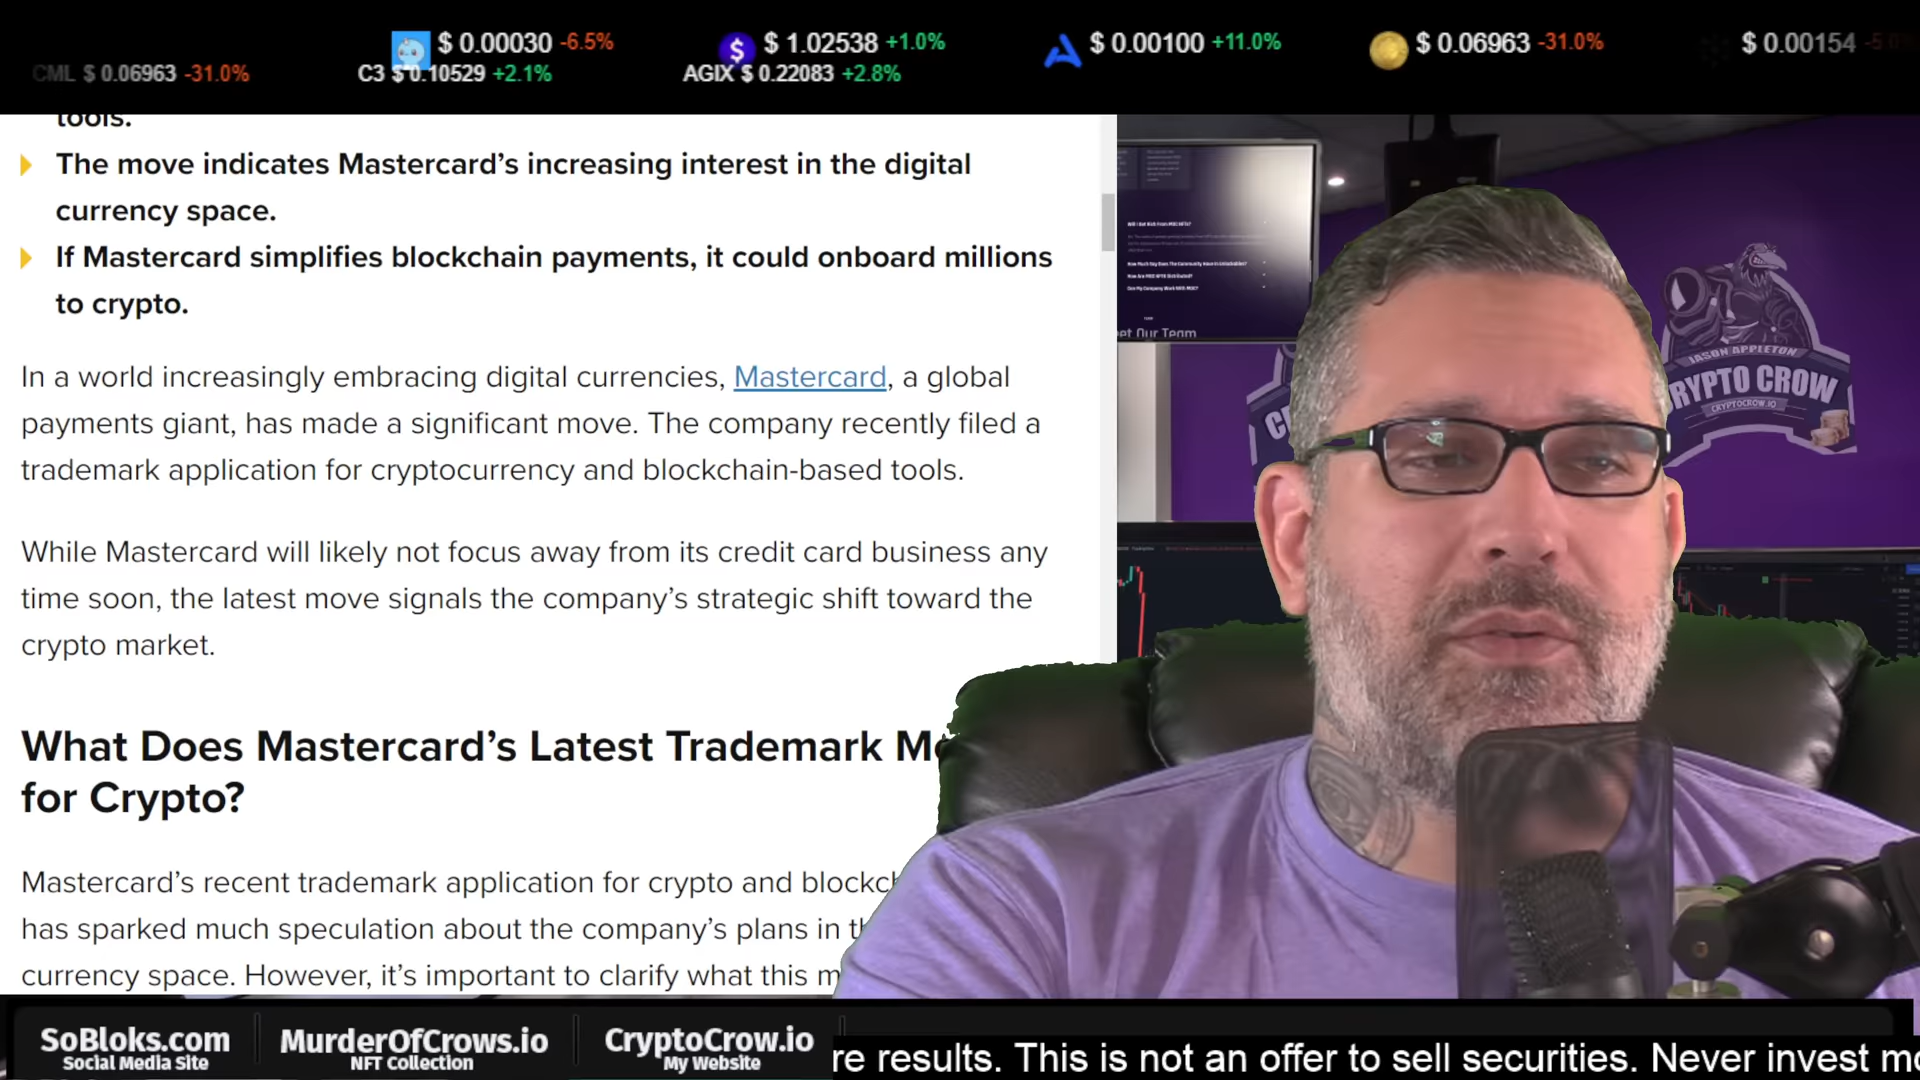 $ 0.00030 -6.5%
$ 1.02538 +1.0%
$ 0.00100 +11.0%
$ 0.06963 -31.0%
$ 0.00154
CML $ 0.06963 -31.0%
C3 $ 0.10529 +2.1%
AGIX $ 0.22083 +2.8%
tools.
The move indicates Mastercard’s increasing interest in the digital
currency space.
If Mastercard simplifies blockchain payments, it could onboard millions
to crypto.
In a world increasingly embracing digital currencies, Mastercard, a global
payments giant, has made a significant move. The company recently filed a
trademark application for cryptocurrency and blockchain-based tools.
While Mastercard will likely not focus away from its credit card business any
time soon, the latest move signals the company’s strategic shift toward the
crypto market.
What Does Mastercard’s Latest Trademark
for Crypto?
Mastercard’s recent trademark application for crypto and
has sparked much speculation about the company’s plans in
currency space. However, it’s important to clarify what this
Our Team
JASON APPLETON
CRYPTO CROW
CRYPTOCROW.IO
SoBloks.com
Social Media Site
MurderOfCrows.io
NFT Collection
CryptoCrow.io
My Website
re results. This is not an offer to sell securities. Never invest